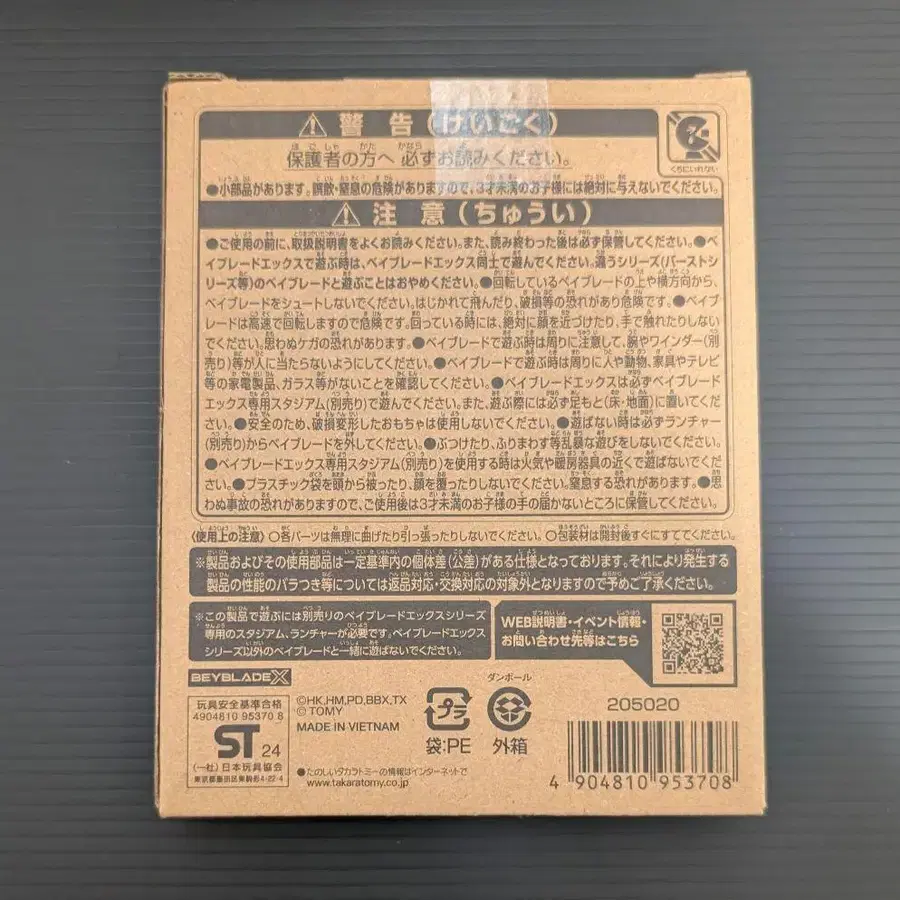 ⚠ 警告(けいこく)
保護者の方へ 必ずお読みください。
くちにいれない
●小部品があります。誤飲・窒息の危険がありますので、3才未満のお子様には絶対に与えないでください。
⚠ 注意(ちゅうい)
●ご使用の前に、取扱説明書をよくお読みください。また、読み終わった後は必ず保管してください。●ベ
イブレードエックスで遊ぶ時は、ベイブレードエックス同士で遊んでください。違うシリーズ(バーストシ
リーズ等)のベイブレードと遊ぶことはおやめください。●回転しているベイブレードの上や横方向から、
ベイブレードをシュートしないでください。はじかれて飛んだり、破損等の恐れがあり危険です。●ベイブ
レードは高速で回転しますので危険です。回っている時には、絶対に顔を近づけたり、手で触れたりしない
でください。思わぬケガの恐れがあります。●ベイブレードで遊ぶ時は周りに注意して、腕やワインダー(別
売り)等が人に当たらないようにしてください。●ベイブレードで遊ぶ時は周りに人や動物、家具やテレビ
等の家電製品、ガラス等がないことを確認してください。●ベイブレードエックスは必ずベイブレード
エックス専用スタジアム(別売り)で遊んでください。また、遊ぶ際には必ず足もと(床・地面)に置いてくだ
さい。●安全のため、破損変形したおもちゃは使用しないでください。●遊ばない時は必ずランチャー
(別売り)からベイブレードを外してください。●ぶつけたり、ふりまわす等乱暴な遊びをしないでください。
●ベイブレードエックス専用スタジアム(別売り)を使用する時は火気や暖房器具の近くで遊ばないでくだ
さい。●プラスチック袋を頭から被ったり、顔を覆ったりしないでください。窒息する恐れがあります。●思
わぬ事故の恐れがありますので、ご使用後は3才未満のお子様の手の届かないところに保管してください。
〈使用上の注意〉○各パーツは無理に曲げたり引っ張ったりしないでください。○包装材は開封後すぐにすててください。
※製品およびその使用部品は一定基準内の個体差(公差)がある仕様となっております。それにより発生する
製品の性能のバラつき等については返品対応・交換対応の対象外となりますので予めご了承ください。
※この製品で遊ぶには別売りのベイブレードエックスシリーズ
専用のスタジアム、ランチャーが必要です。ベイブレードエックス
シリーズ以外のベイブレードと一緒に遊ばないでください。
WEB説明書・イベント情報・
お問い合わせ先等はこちら
BEYBLADE X
玩具安全基準合格
4904810 95370 8
ST 24
(一社)日本玩具協会
東京都墨田区東駒形4-22-4
©HK,HM,PD,BBX,TX
© TOMY
MADE IN VIETNAM
●たのしいタカラトミーの情報はインターネットで
www.takaratomy.co.jp
プラ
袋:PE
ダンボール
外箱
205020
4 904810 953708